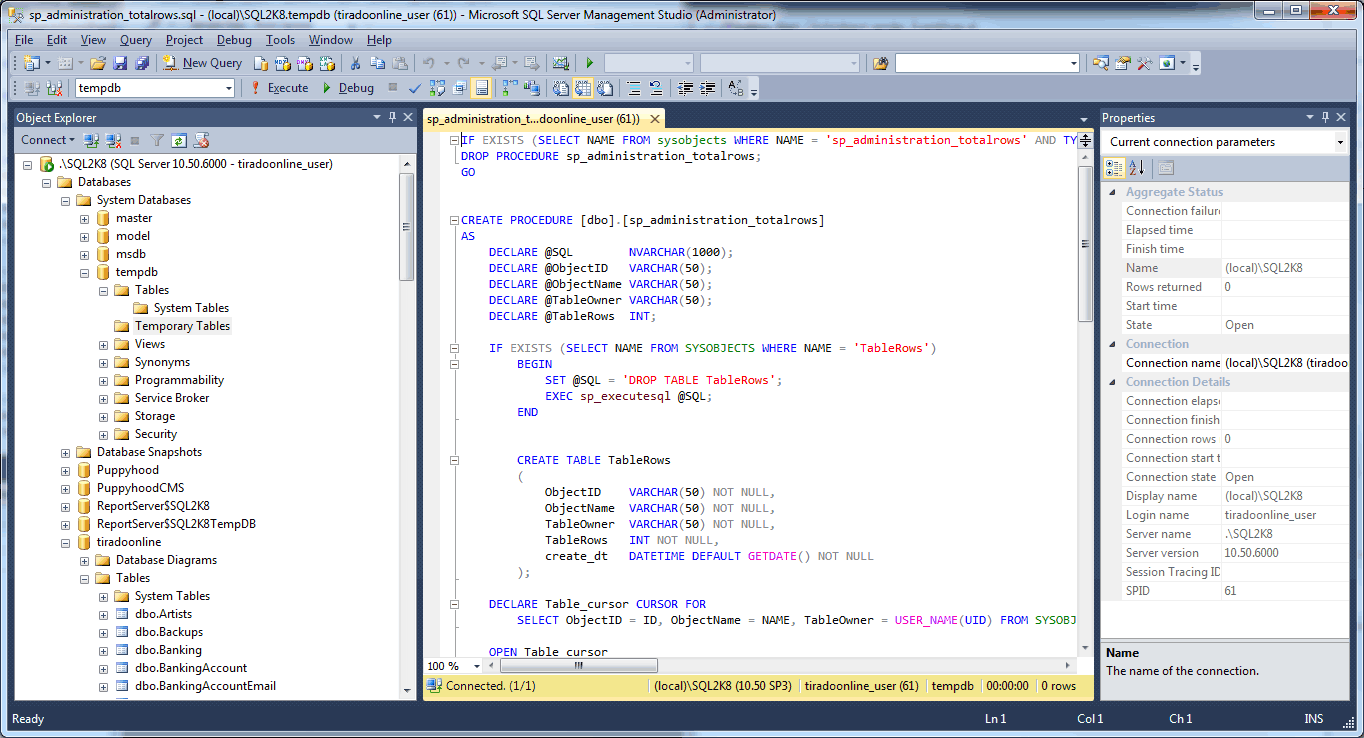 sp_administration_totalrows.sql - (local)\SQL2K8.tempdb (tiradoonline_user (61)) - Microsoft SQL Server Management Studio (Administrator)
File Edit View Query Project Debug Tools Window Help
New Query
tempdb Execute Debug
Object Explorer
Connect
.\SQL2K8 (SQL Server 10.50.6000 - tiradoonline_user)
Databases
System Databases
master
model
msdb
tempdb
Tables
System Tables
Temporary Tables
Views
Synonyms
Programmability
Service Broker
Storage
Security
Database Snapshots
Puppyhood
PuppyhoodCMS
ReportServer$SQL2K8
ReportServer$SQL2K8TempDB
tiradoonline
Database Diagrams
Tables
System Tables
dbo.Artists
dbo.Backups
dbo.Banking
dbo.BankingAccount
dbo.BankingAccountEmail
sp_administration_t...doonline_user (61))
IF EXISTS (SELECT NAME FROM sysobjects WHERE NAME = 'sp_administration_totalrows' AND TY
DROP PROCEDURE sp_administration_totalrows;
GO
CREATE PROCEDURE [dbo].[sp_administration_totalrows]
AS
DECLARE @SQL NVARCHAR(1000);
DECLARE @ObjectID VARCHAR(50);
DECLARE @ObjectName VARCHAR(50);
DECLARE @TableOwner VARCHAR(50);
DECLARE @TableRows INT;
IF EXISTS (SELECT NAME FROM SYSOBJECTS WHERE NAME = 'TableRows')
BEGIN
SET @SQL = 'DROP TABLE TableRows';
EXEC sp_executesql @SQL;
END
CREATE TABLE TableRows
(
ObjectID VARCHAR(50) NOT NULL,
ObjectName VARCHAR(50) NOT NULL,
TableOwner VARCHAR(50) NOT NULL,
TableRows INT NOT NULL,
create_dt DATETIME DEFAULT GETDATE() NOT NULL
);
DECLARE Table_cursor CURSOR FOR
SELECT ObjectID = ID, ObjectName = NAME, TableOwner = USER_NAME(UID) FROM SYSOBJ
OPEN Table_cursor
100 %
Connected. (1/1) (local)\SQL2K8 (10.50 SP3) tiradoonline_user (61) tempdb 00:00:00 0 rows
Properties
Current connection parameters
Aggregate Status
Connection failure
Elapsed time
Finish time
Name (local)\SQL2K8
Rows returned 0
Start time
State Open
Connection
Connection name (local)\SQL2K8 (tiradoo
Connection Details
Connection elapse
Connection finish
Connection rows 0
Connection start t
Connection state Open
Display name (local)\SQL2K8
Login name tiradoonline_user
Server name .\SQL2K8
Server version 10.50.6000
Session Tracing ID
SPID 61
Name
The name of the connection.
Ready Ln 1 Col 1 Ch 1 INS